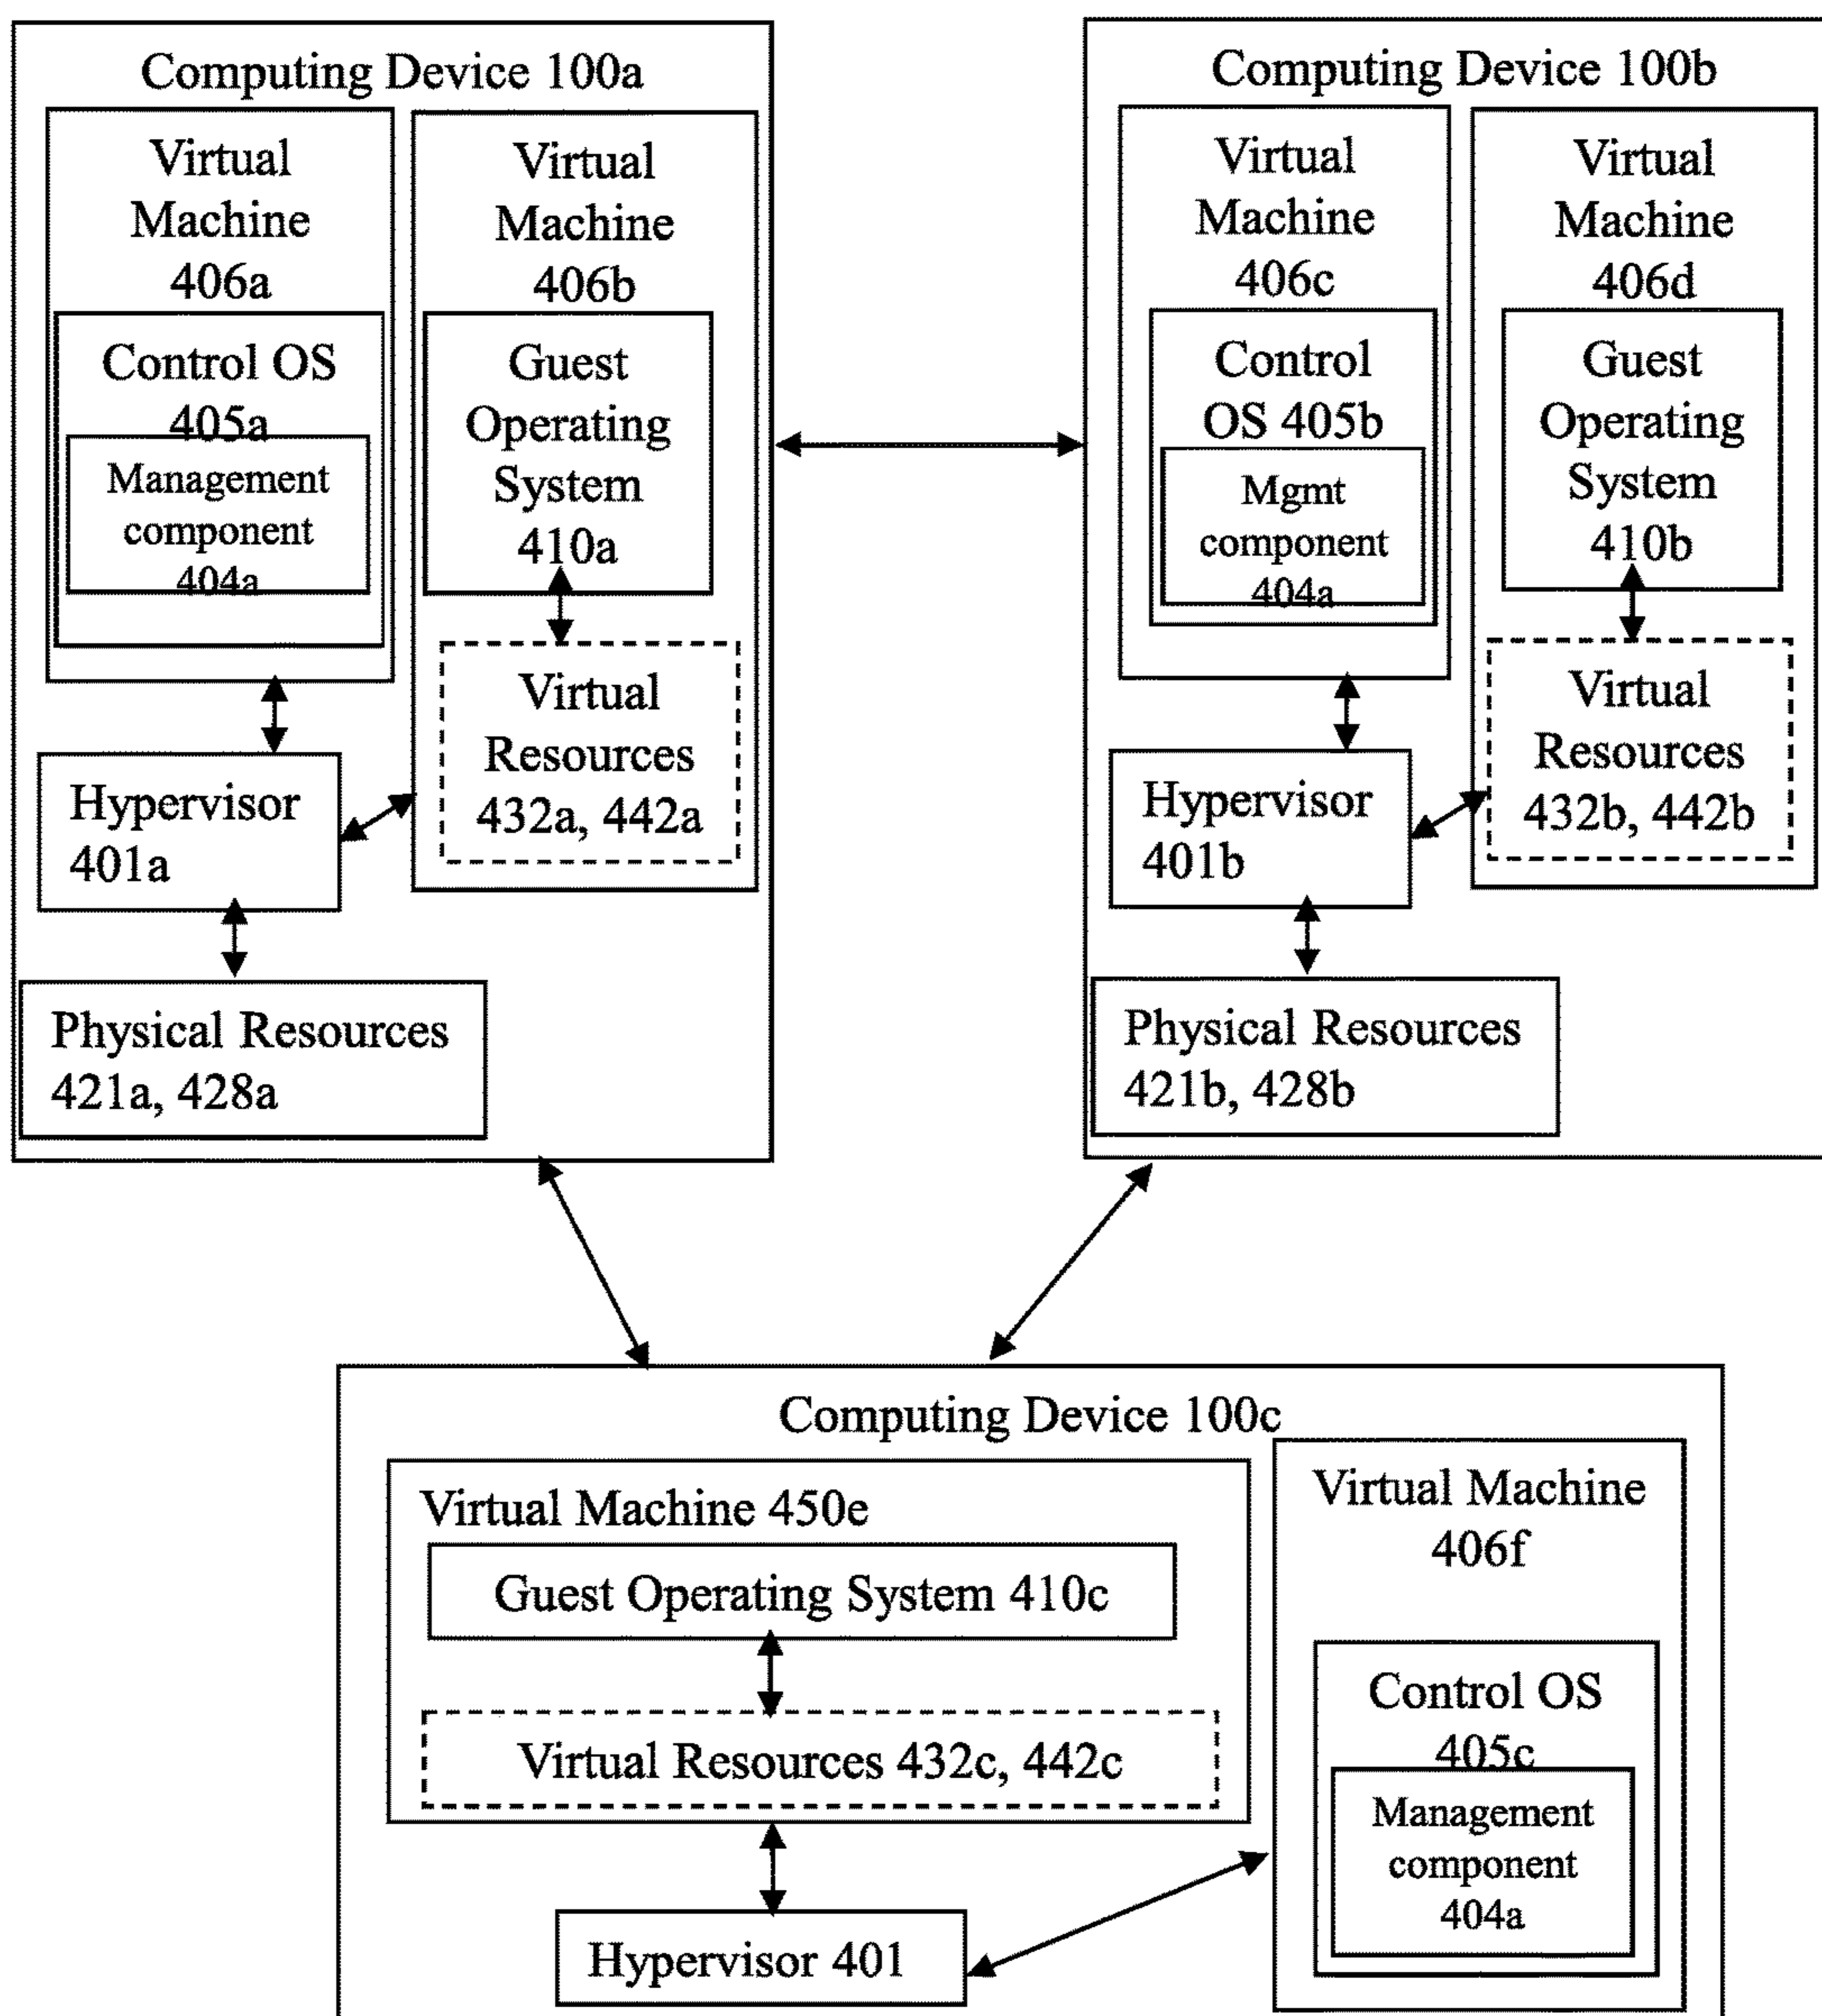 Computing Device 100a
Virtual
Machine
406a
Control OS
405a
Management
component
404a
Virtual
Machine
406b
Guest
Operating
System
410a
Virtual
Resources
432a, 442a
Hypervisor
401a
Physical Resources
421a, 428a
Computing Device 100b
Virtual
Machine
406c
Control
OS 405b
Mgmt
component
404a
Virtual
Machine
406d
Guest
Operating
System
410b
Virtual
Resources
432b, 442b
Hypervisor
401b
Physical Resources
421b, 428b
Computing Device 100c
Virtual Machine 450e
Guest Operating System 410c
Virtual Resources 432c, 442c
Hypervisor 401
Virtual Machine
406f
Control OS
405c
Management
component
404a